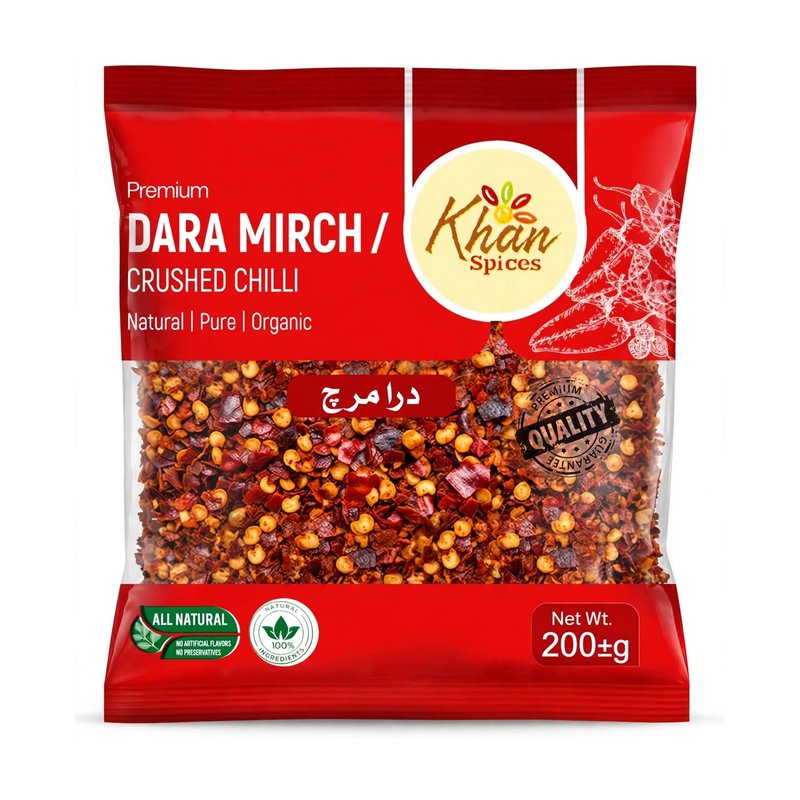 Premium
DARA MIRCH /
CRUSHED CHILLI
Natural | Pure | Organic
Khan
Spices
درا مرچ
PREMIUM
QUALITY
GUARANTEE
ALL NATURAL
NO ARTIFICIAL FLAVORS
NO PRESERVATIVES
NATURAL
100%
INGREDIENTS
Net Wt.
200±g